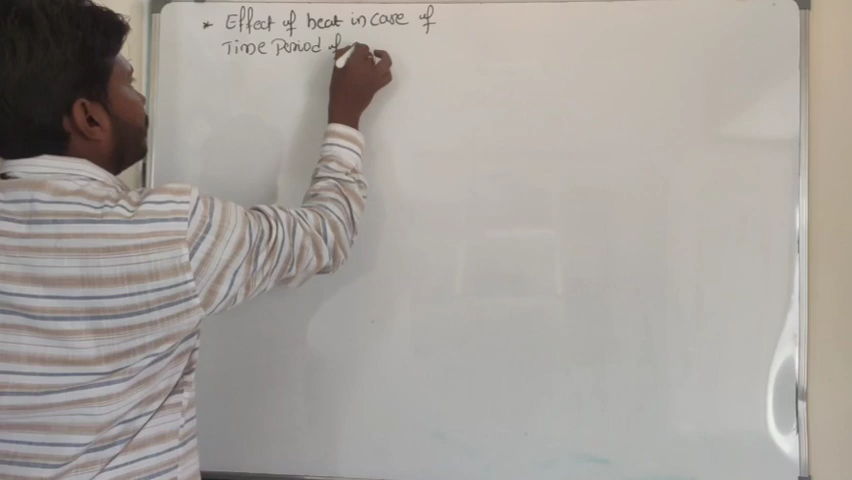 * Effect of heat in case of
Time Period of